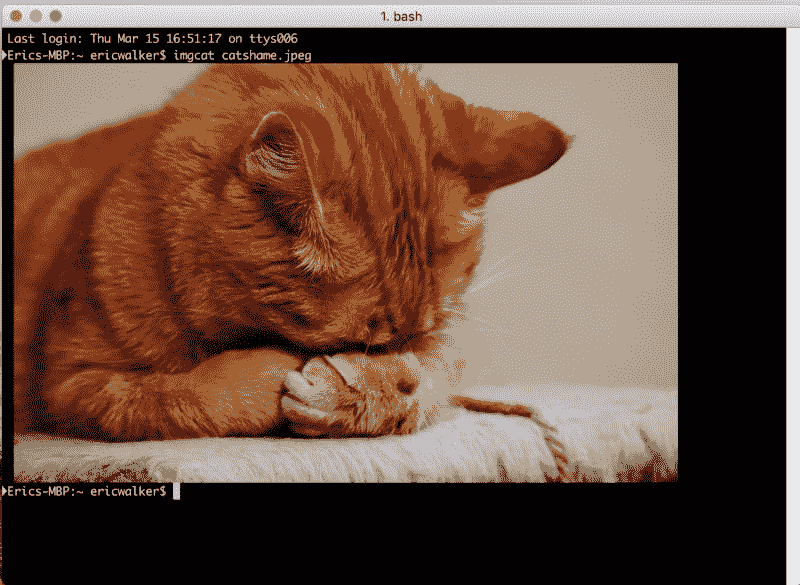 1. bash
Last login: Thu Mar 15 16:51:17 on ttys006
Erics-MBP:~ ericwalker$ imgcat catshame.jpeg
Erics-MBP:~ ericwalker$